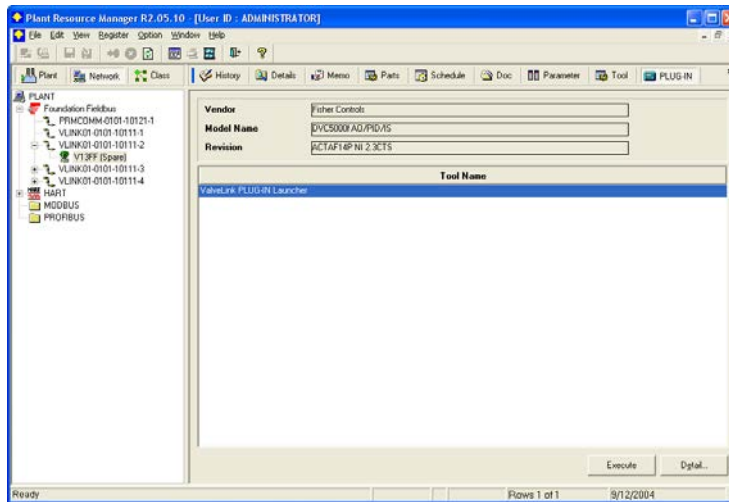 Plant Resource Manager R2.05.10 - [User ID : ADMINISTRATOR]
File Edit View Register Option Window Help
Plant Network Class History Details Memo Parts Schedule Doc Parameter Tool PLUG-IN
PLANT
Foundation Fieldbus
PRMCOMM-0101-10121-1
VLINK01-0101-10111-1
VLINK01-0101-10111-2
V13FF (Spare)
VLINK01-0101-10111-3
VLINK01-0101-10111-4
HART
MODBUS
PROFIBUS
Vendor Fisher Controls
Model Name DVC5000f AO/PID/IS
Revision ACTAF14P NI 2.3CTS
Tool Name
ValveLink PLUG-IN Launcher
Execute Detail...
Ready Rows 1 of 1 9/12/2004